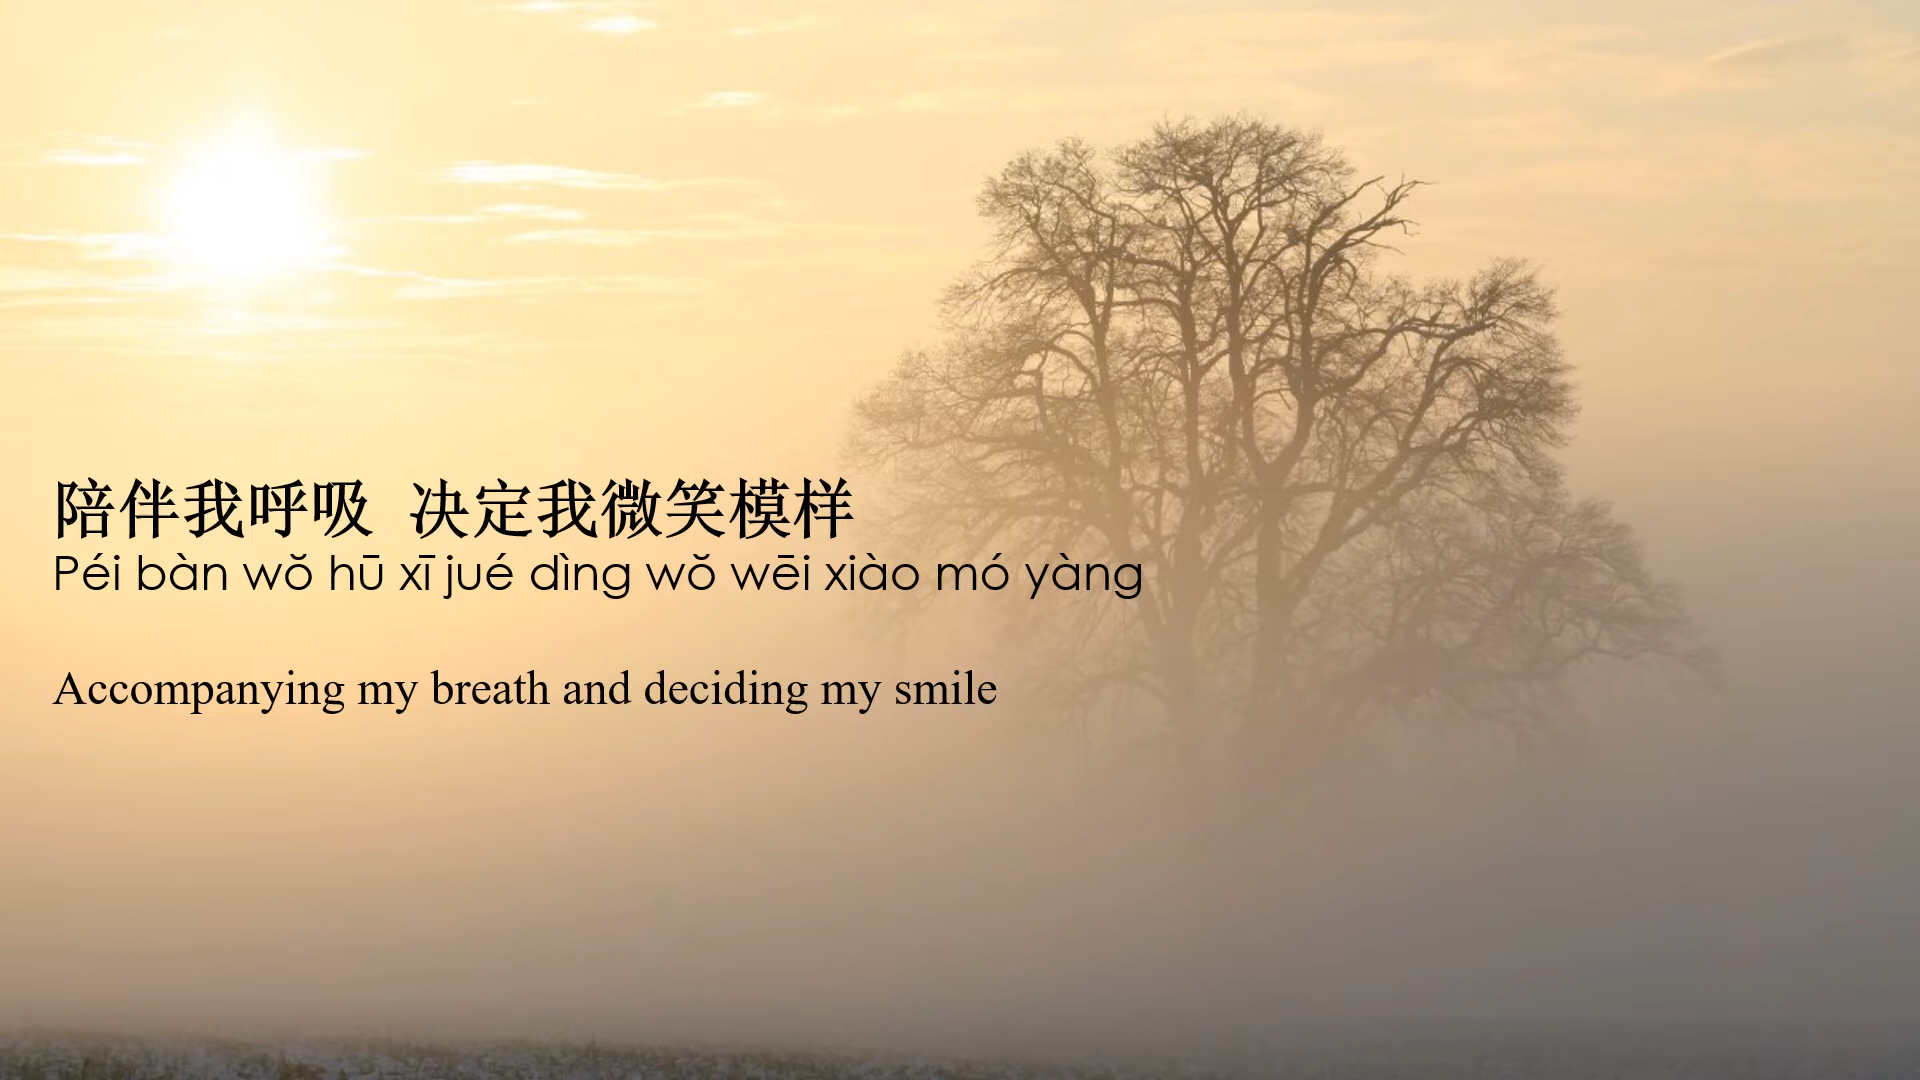 陪伴我呼吸 决定我微笑模样
Péi bàn wǒ hū xī jué dìng wǒ wēi xiào mó yàng
Accompanying my breath and deciding my smile